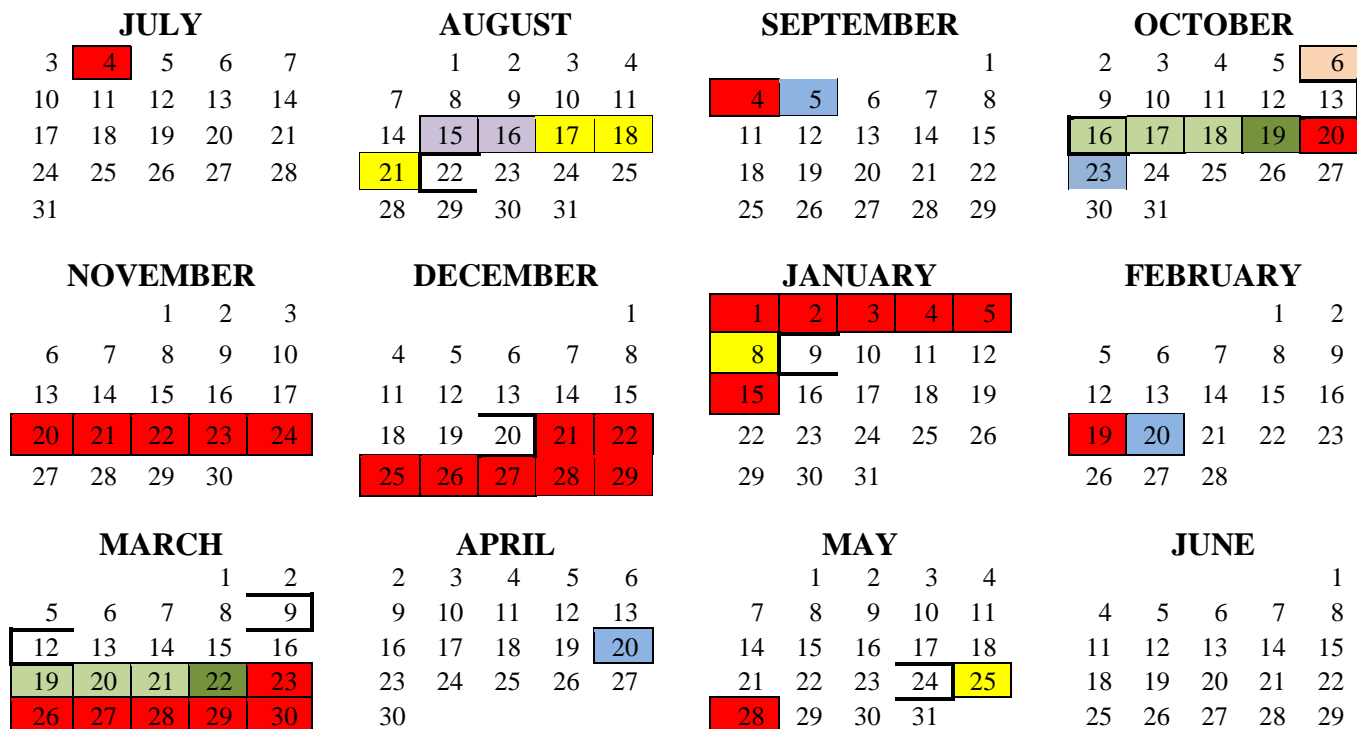 JULY AUGUST SEPTEMBER OCTOBER
3 4 5 6 7 1 2 3 4 1 2 3 4 5 6
10 11 12 13 14 7 8 9 10 11 4 5 6 7 8 9 10 11 12 13
17 18 19 20 21 14 15 16 17 18 11 12 13 14 15 16 17 18 19 20
24 25 26 27 28 21 22 23 24 25 18 19 20 21 22 23 24 25 26 27
31 28 29 30 31 25 26 27 28 29 30 31
NOVEMBER DECEMBER JANUARY FEBRUARY
1 2 3 1 1 2 3 4 5 1 2
6 7 8 9 10 4 5 6 7 8 8 9 10 11 12 5 6 7 8 9
13 14 15 16 17 11 12 13 14 15 15 16 17 18 19 12 13 14 15 16
20 21 22 23 24 18 19 20 21 22 22 23 24 25 26 19 20 21 22 23
27 28 29 30 25 26 27 28 29 29 30 31 26 27 28
MARCH APRIL MAY JUNE
1 2 2 3 4 5 6 1 2 3 4 1
5 6 7 8 9 9 10 11 12 13 7 8 9 10 11 4 5 6 7 8
12 13 14 15 16 16 17 18 19 20 14 15 16 17 18 11 12 13 14 15
19 20 21 22 23 23 24 25 26 27 21 22 23 24 25 18 19 20 21 22
26 27 28 29 30 30 28 29 30 31 25 26 27 28 29